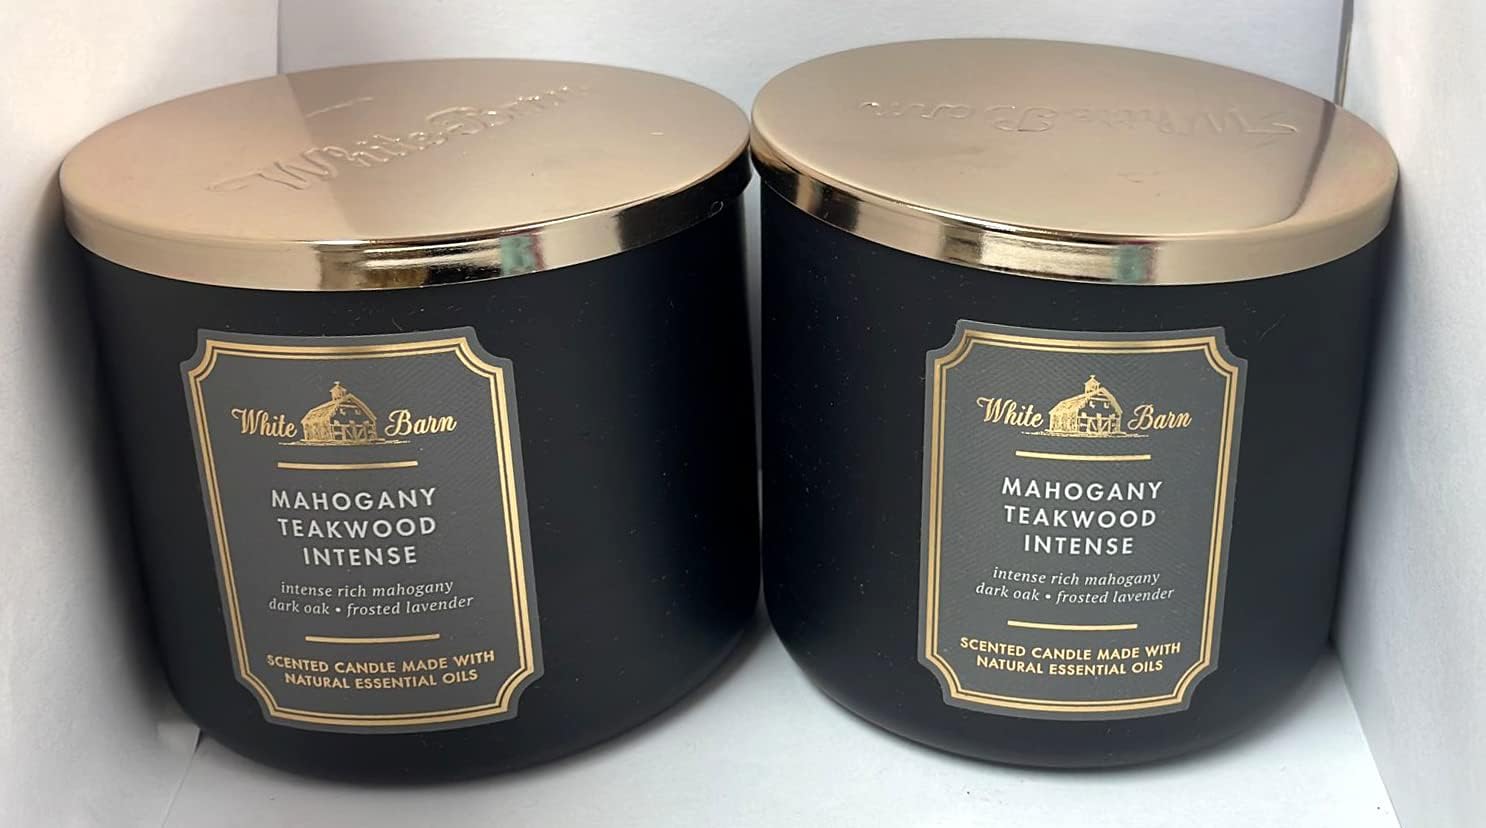 White Barn
White Barn
White Barn
MAHOGANY
TEAKWOOD
INTENSE
intense rich mahogany
dark oak • frosted lavender
SCENTED CANDLE MADE WITH
NATURAL ESSENTIAL OILS
White Barn
MAHOGANY
TEAKWOOD
INTENSE
intense rich mahogany
dark oak • frosted lavender
SCENTED CANDLE MADE WITH
NATURAL ESSENTIAL OILS